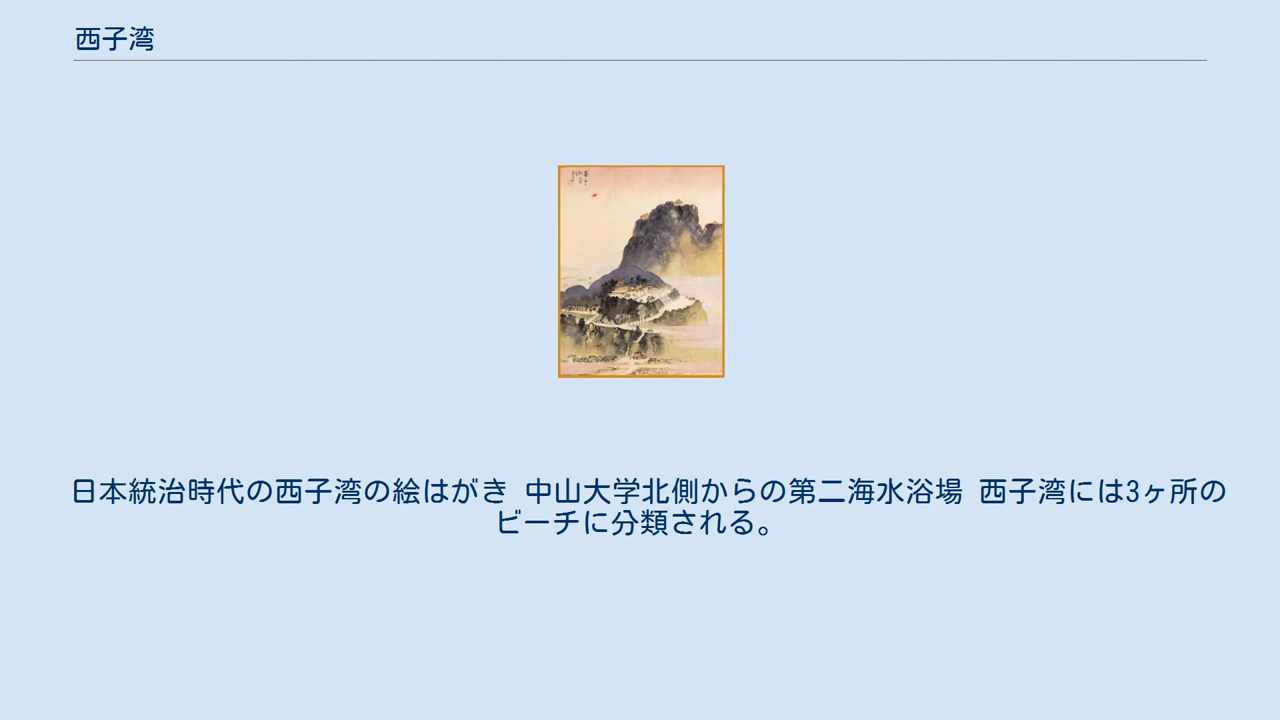 西子湾
日本統治時代の西子湾の絵はがき 中山大学北側からの第二海水浴場 西子湾には3ヶ所の
ビーチに分類される。